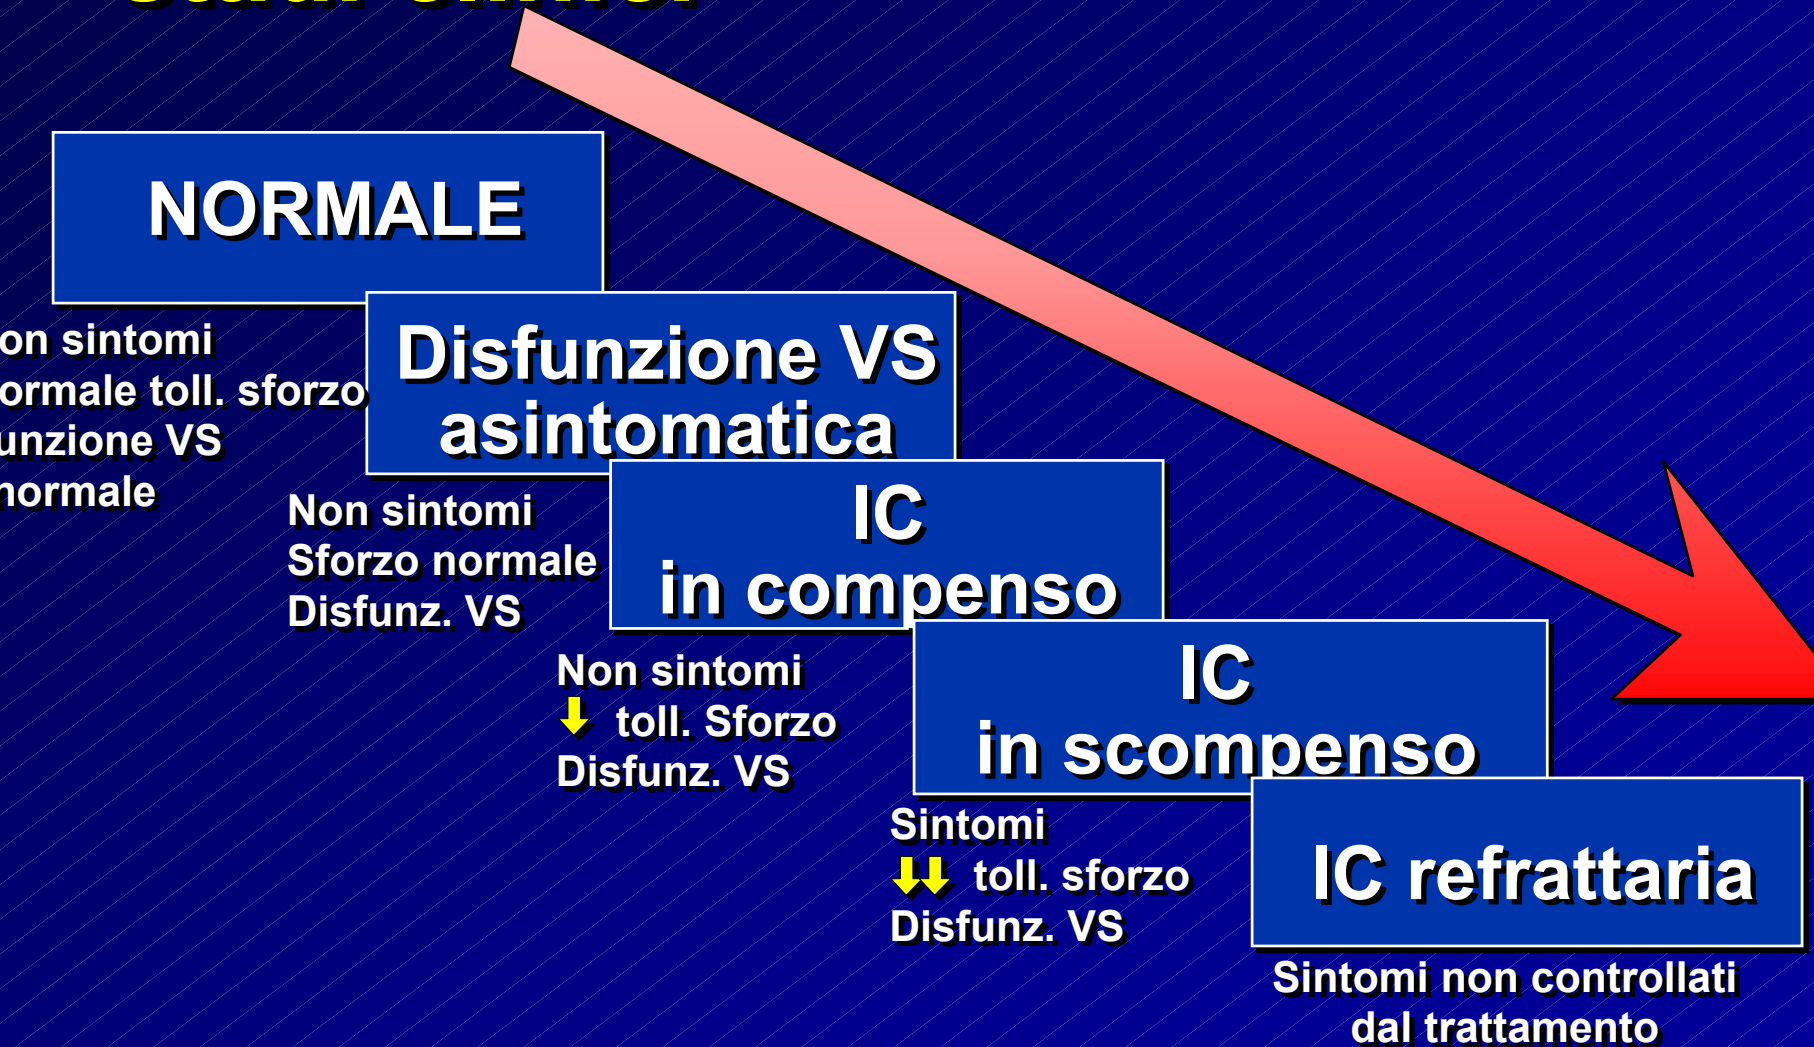 NORMALE
on sintomi
ormale toll. sforzo
unzione VS
normale
Disfunzione VS
asintomatica
Non sintomi
Sforzo normale
Disfunz. VS
IC
in compenso
Non sintomi
toll. Sforzo
Disfunz. VS
IC
in scompenso
Sintomi
toll. sforzo
Disfunz. VS
IC refrattaria
Sintomi non controllati
dal trattamento